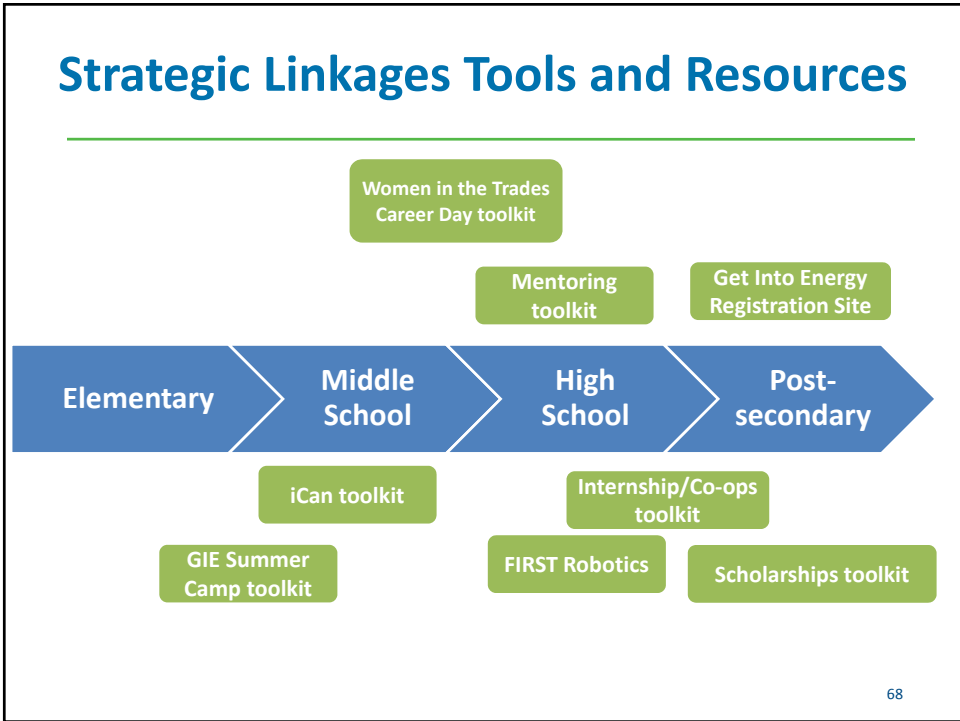 Strategic Linkages Tools and Resources
Women in the Trades
Career Day toolkit
Mentoring
toolkit
Get Into Energy
Registration Site
Elementary
Middle
School
High
School
Post-
secondary
iCan toolkit
Internship/Co-ops
toolkit
GIE Summer
Camp toolkit
FIRST Robotics
Scholarships toolkit
68